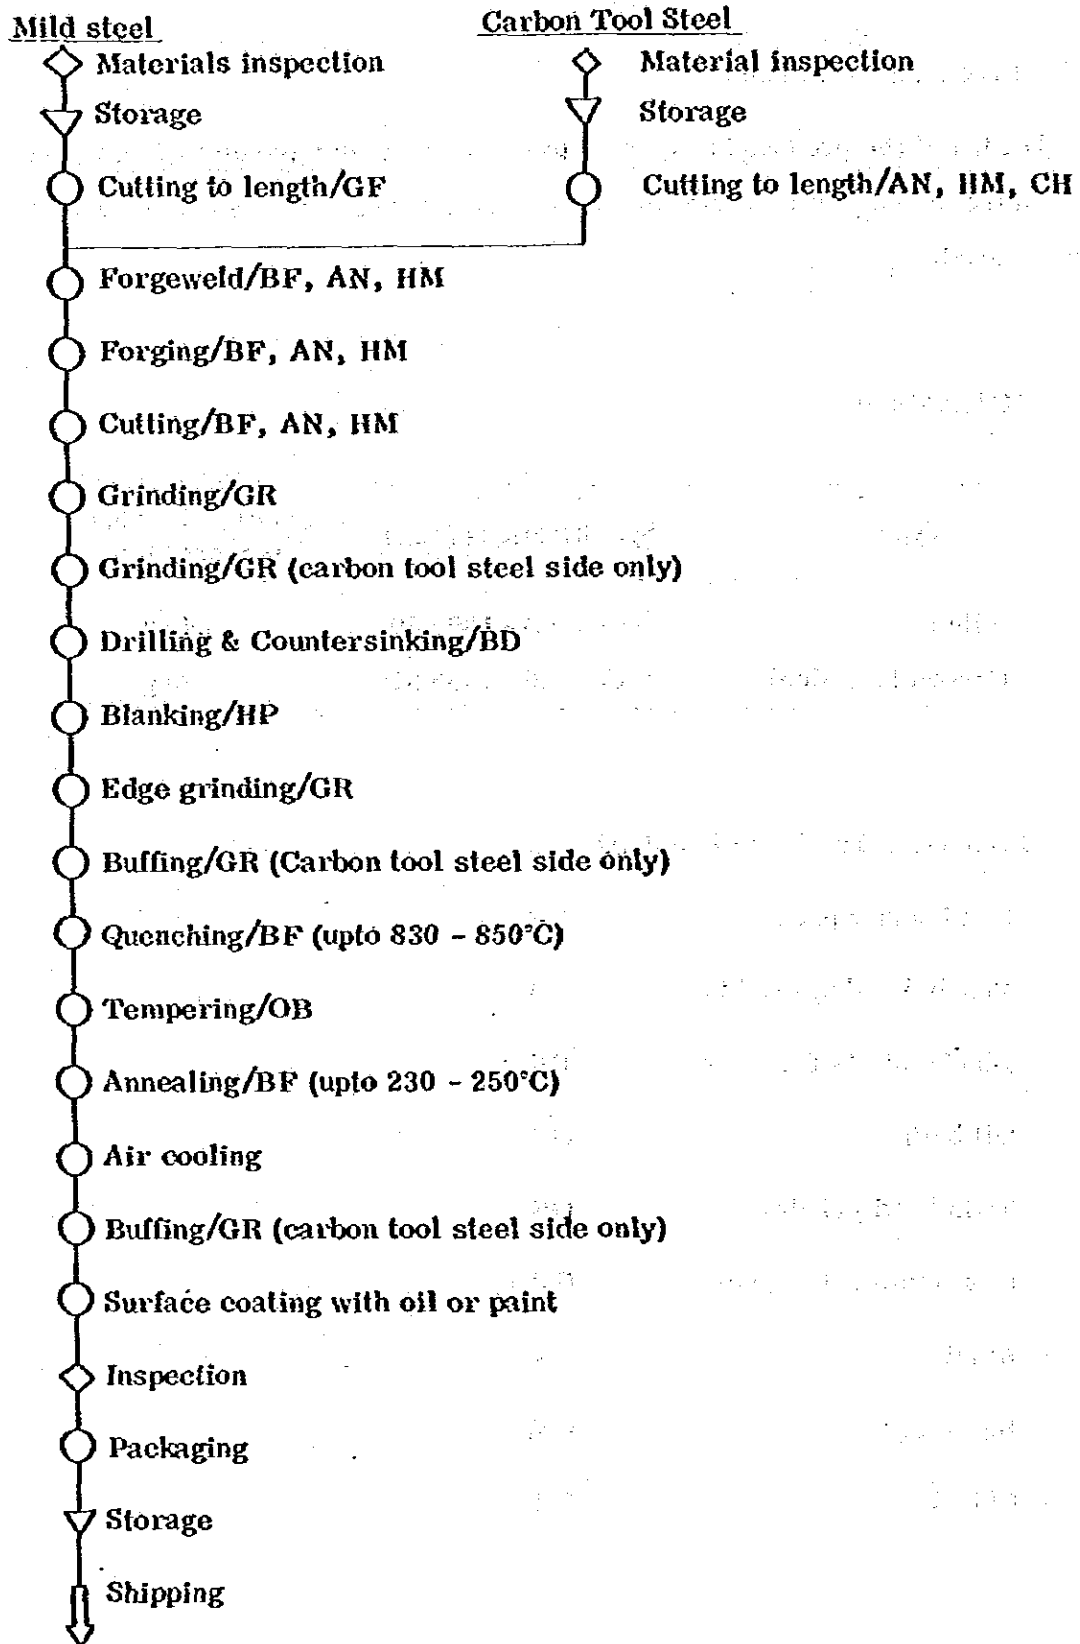 Mild steel
Carbon Tool Steel
Materials inspection
Material inspection
Storage
Storage
Cutting to length/GF
Cutting to length/AN, HM, CH
Forgeweld/BF, AN, HM
Forging/BF, AN, HM
Cutting/BF, AN, HM
Grinding/GR
Grinding/GR (carbon tool steel side only)
Drilling & Countersinking/BD
Blanking/HP
Edge grinding/GR
Buffing/GR (Carbon tool steel side only)
Quenching/BF (upto 830 - 850°C)
Tempering/OB
Annealing/BF (upto 230 - 250°C)
Air cooling
Buffing/GR (carbon tool steel side only)
Surface coating with oil or paint
Inspection
Packaging
Storage
Shipping